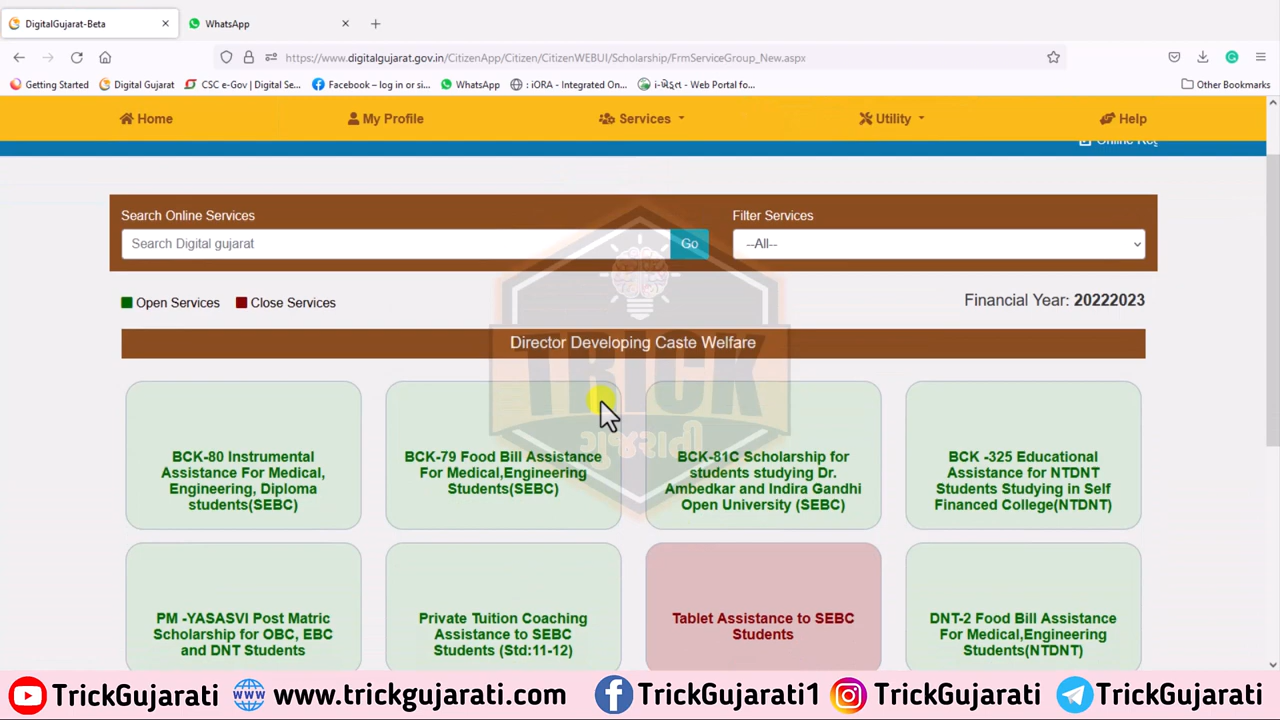 DigitalGujarat-Beta
WhatsApp
https://www.digitalgujarat.gov.in/CitizenApp/Citizen/CitizenWEBUI/Scholarship/FrmServiceGroup_New.aspx
Getting Started
Digital Gujarat
CSC e-Gov | Digital Se...
Facebook – log in or si...
WhatsApp
: iORA - Integrated On...
i-ખેડૂત - Web Portal fo...
Other Bookmarks
Home
My Profile
Services
Utility
Help
Search Online Services
Filter Services
Search Digital gujarat
Go
--All--
Open Services
Close Services
Financial Year: 20222023
Director Developing Caste Welfare
TRICK
ગુજરાતી
BCK-80 Instrumental
Assistance For Medical,
Engineering, Diploma
students(SEBC)
BCK-79 Food Bill Assistance
For Medical,Engineering
Students(SEBC)
BCK-81C Scholarship for
students studying Dr.
Ambedkar and Indira Gandhi
Open University (SEBC)
BCK -325 Educational
Assistance for NTDNT
Students Studying in Self
Financed College(NTDNT)
PM -YASASVI Post Matric
Scholarship for OBC, EBC
and DNT Students
Private Tuition Coaching
Assistance to SEBC
Students (Std:11-12)
Tablet Assistance to SEBC
Students
DNT-2 Food Bill Assistance
For Medical,Engineering
Students(NTDNT)
TrickGujarati
www.trickgujarati.com
TrickGujarati1
TrickGujarati
TrickGujarati